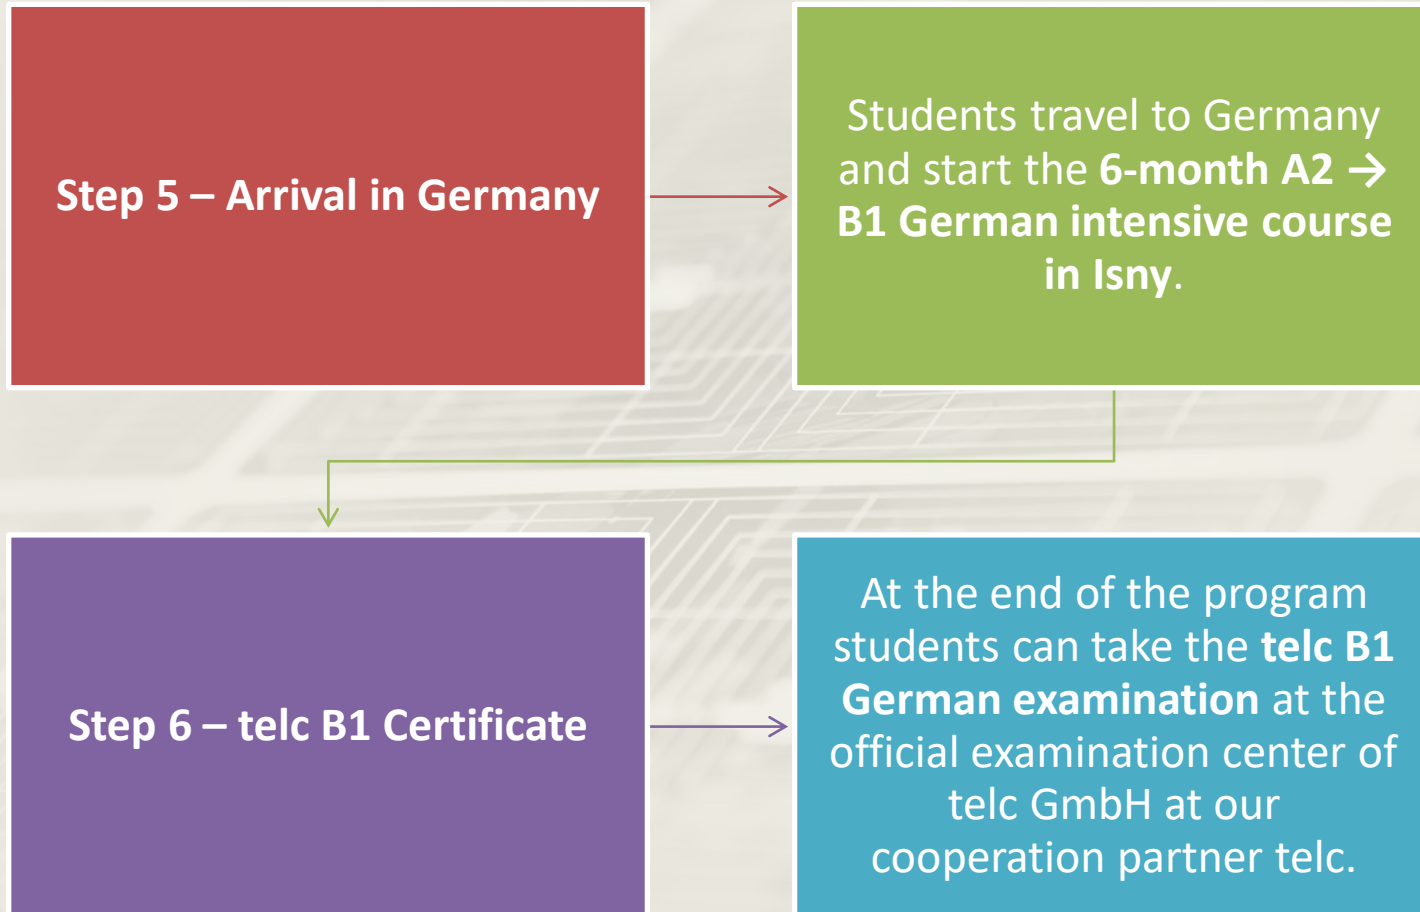 Step 5 – Arrival in Germany
Students travel to Germany
and start the 6-month A2 →
B1 German intensive course
in Isny.
Step 6 – telc B1 Certificate
At the end of the program
students can take the telc B1
German examination at the
official examination center of
telc GmbH at our
cooperation partner telc.